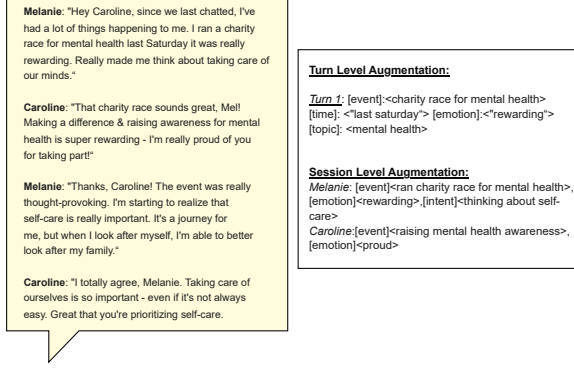 Melanie: "Hey Caroline, since we last chatted, I've
had a lot of things happening to me. I ran a charity
race for mental health last Saturday it was really
rewarding. Really made me think about taking care of
our minds.“
Caroline: "That charity race sounds great, Mel!
Making a difference & raising awareness for mental
health is super rewarding - I'm really proud of you
for taking part!“
Melanie: "Thanks, Caroline! The event was really
thought-provoking. I'm starting to realize that
self-care is really important. It's a journey for
me, but when I look after myself, I'm able to better
look after my family.“
Caroline: "I totally agree, Melanie. Taking care of
ourselves is so important - even if it's not always
easy. Great that you're prioritizing self-care.
Turn Level Augmentation:
Turn 1: [event]:<charity race for mental health>
[time]: <"last saturday“> [emotion]:<"rewarding“>
[topic]: <mental health>
Session Level Augmentation:
Melanie: [event]<ran charity race for mental health>,
[emotion]<rewarding>,[intent]<thinking about self-
care>
Caroline:[event]<raising mental health awareness>,
[emotion]<proud>